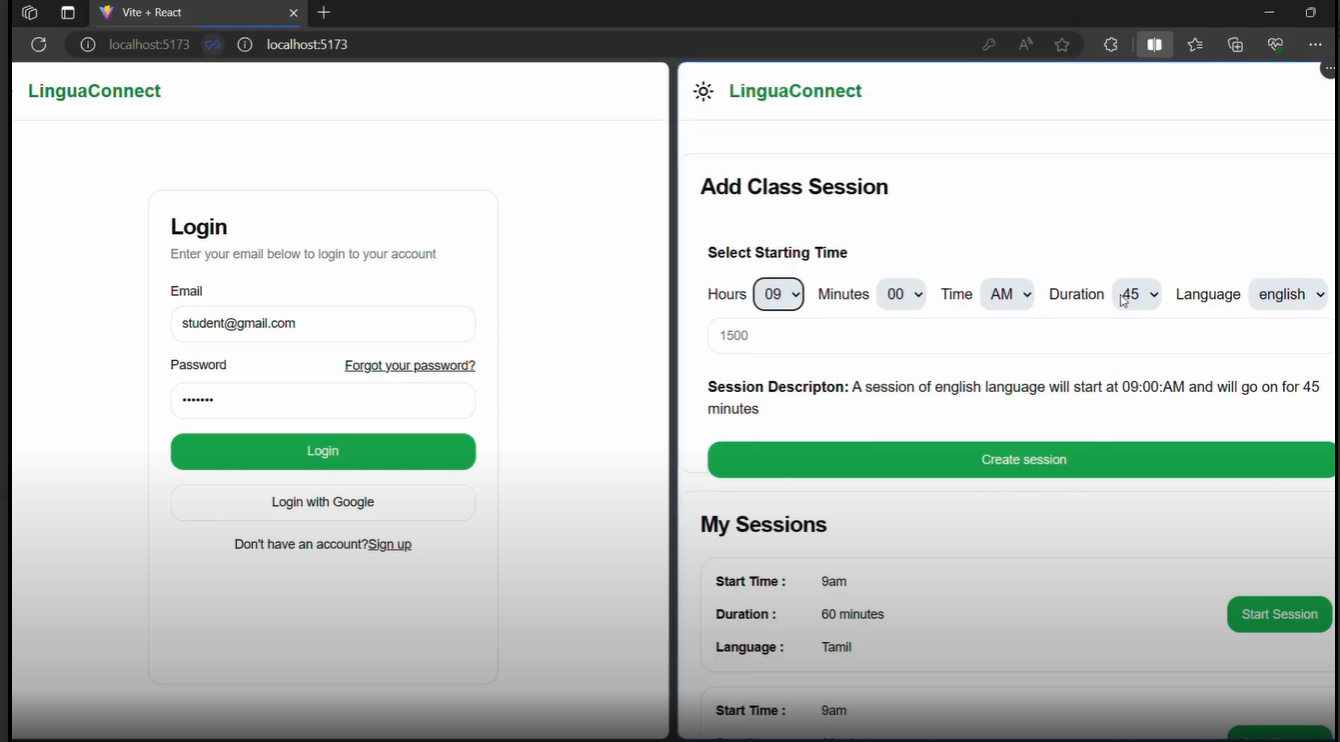 Vite + React
localhost:5173
localhost:5173
LinguaConnect
Login
Enter your email below to login to your account
Email
student@gmail.com
Password Forgot your password?
•••••••
Login
Login with Google
Don't have an account?Sign up
LinguaConnect
Add Class Session
Select Starting Time
Hours 09 Minutes 00 Time AM Duration 45 Language english
1500
Session Descripton: A session of english language will start at 09:00:AM and will go on for 45
minutes
Create session
My Sessions
Start Time : 9am
Duration : 60 minutes
Start Session
Language : Tamil
Start Time : 9am